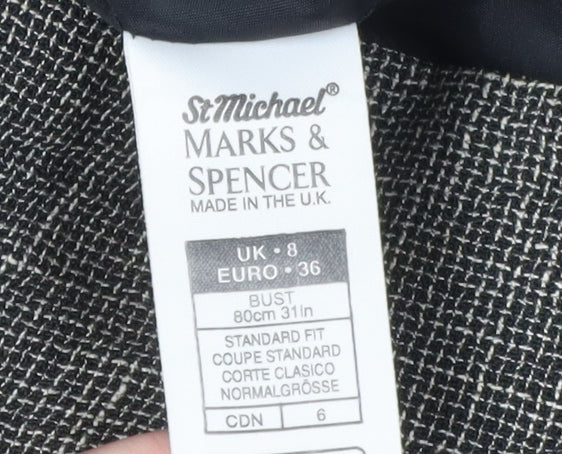 St Michael®
MARKS &
SPENCER
MADE IN THE U.K.
UK • 8
EURO • 36
BUST
80cm 31in
STANDARD FIT
COUPE STANDARD
CORTE CLASICO
NORMALGRÖSSE
CDN 6